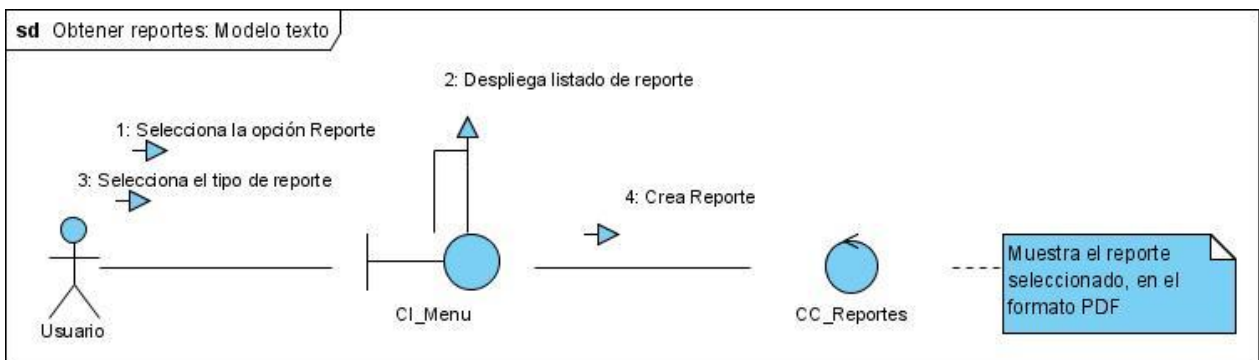 sd Obtener reportes: Modelo texto
2: Despliega listado de reporte
1: Selecciona la opción Reporte
3: Selecciona el tipo de reporte
4: Crea Reporte
Muestra el reporte
seleccionado, en el
formato PDF
Usuario
CI_Menu
CC_Reportes